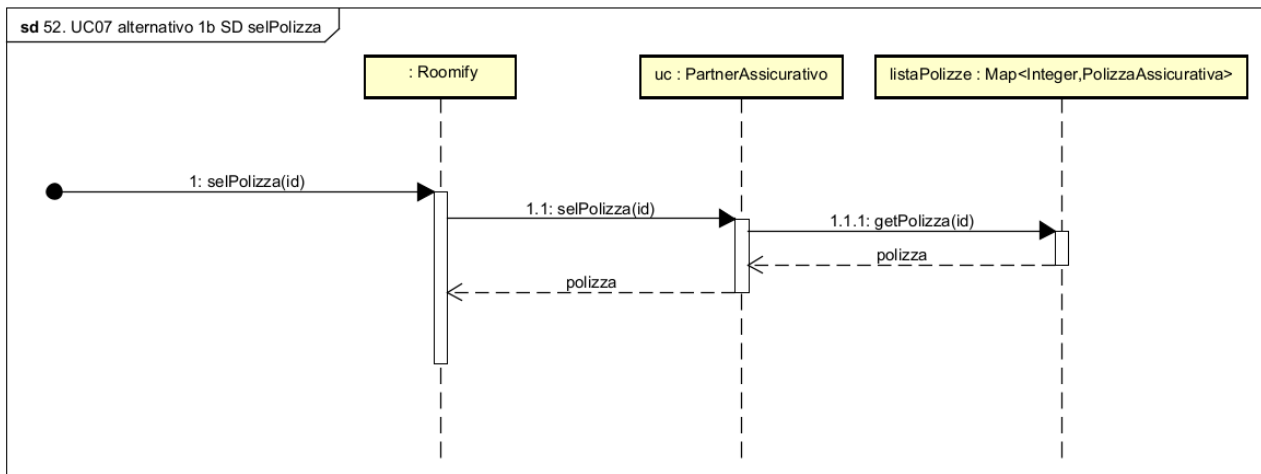 sd 52. UC07 alternativo 1b SD selPolizza
: Roomify
uc : PartnerAssicurativo
listaPolizze : Map<Integer,PolizzaAssicurativa>
1: selPolizza(id)
1.1: selPolizza(id)
1.1.1: getPolizza(id)
polizza
polizza